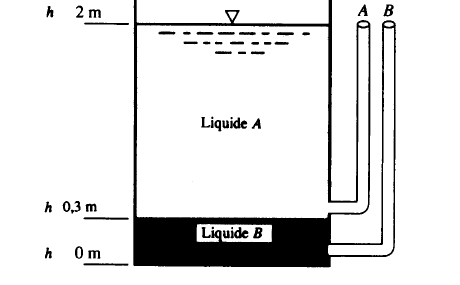 h 2 m
A B
Liquide A
h 0,3 m
Liquide B
h 0 m